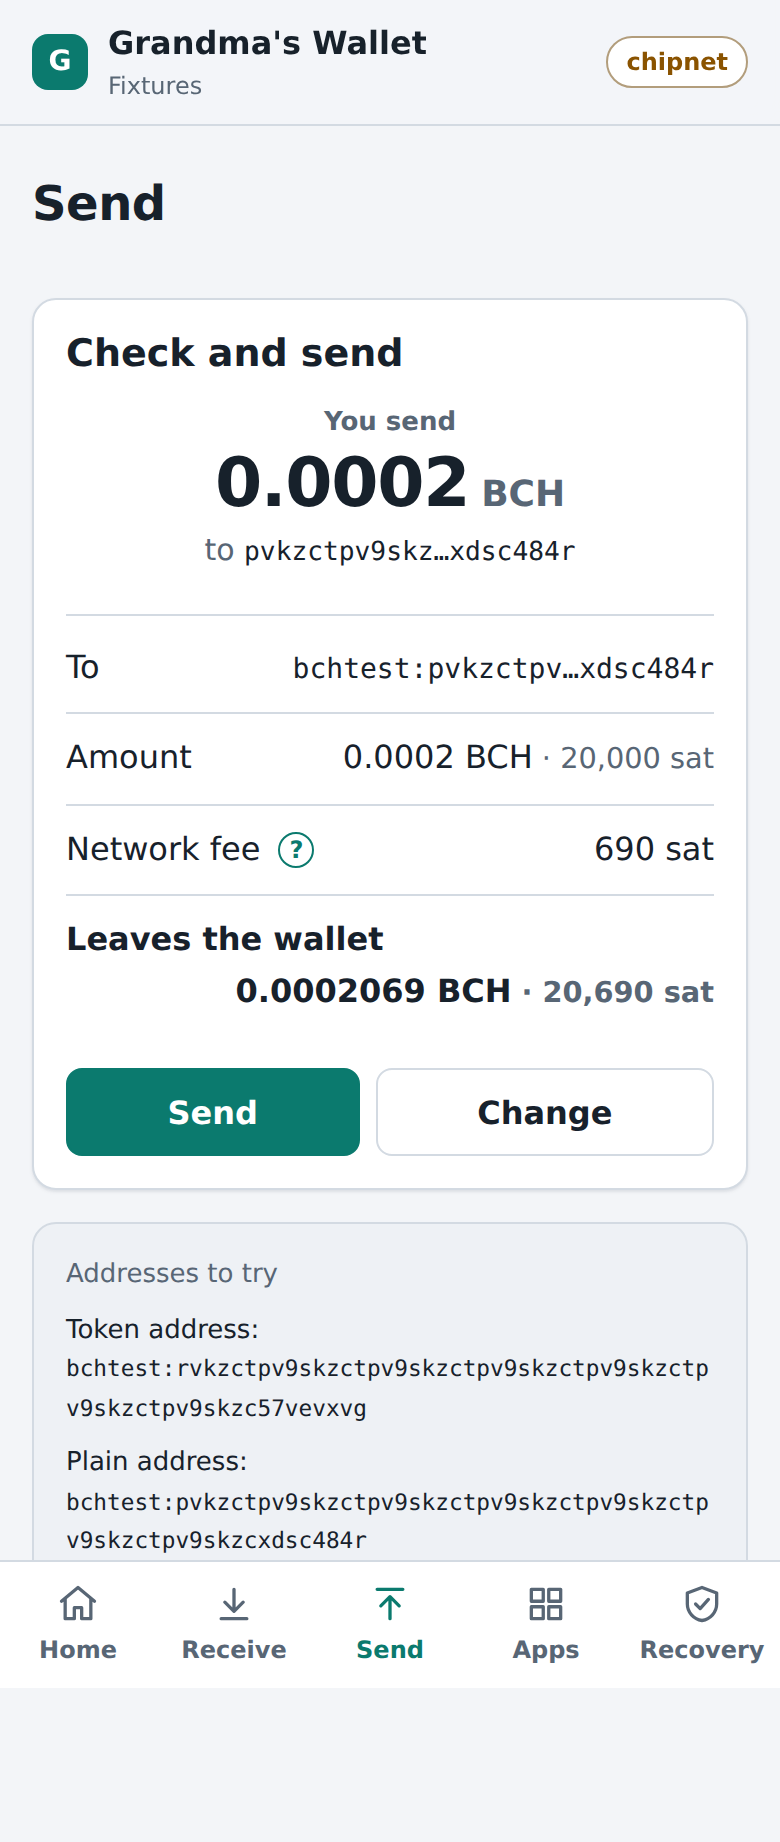 G
Grandma's Wallet
Fixtures
chipnet
Send
Check and send
You send
0.0002 BCH
to pvkzctpv9skz…xdsc484r
To bchtest:pvkzctpv…xdsc484r
Amount 0.0002 BCH · 20,000 sat
Network fee ? 690 sat
Leaves the wallet
0.0002069 BCH · 20,690 sat
Send Change
Addresses to try
Token address:
bchtest:rvkzctpv9skzctpv9skzctpv9skzctpv9skzctp
v9skzctpv9skzc57vevxvg
Plain address:
bchtest:pvkzctpv9skzctpv9skzctpv9skzctpv9skzctp
v9skzctpv9skzcxdsc484r
Home Receive Send Apps Recovery